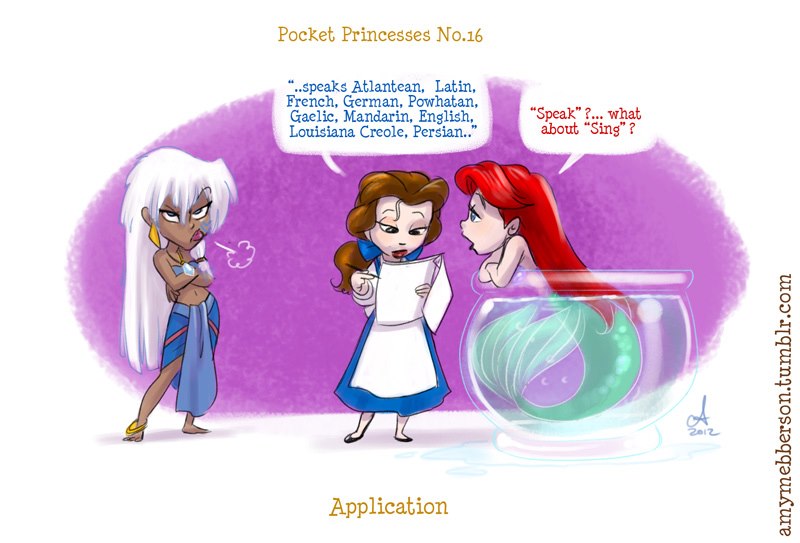 Pocket Princesses No.16
“..speaks Atlantean, Latin,
French, German, Powhatan,
Gaelic, Mandarin, English,
Louisiana Creole, Persian..”
“Speak”?... what
about “Sing”?
A
2012
Application
amymebberson.tumblr.com